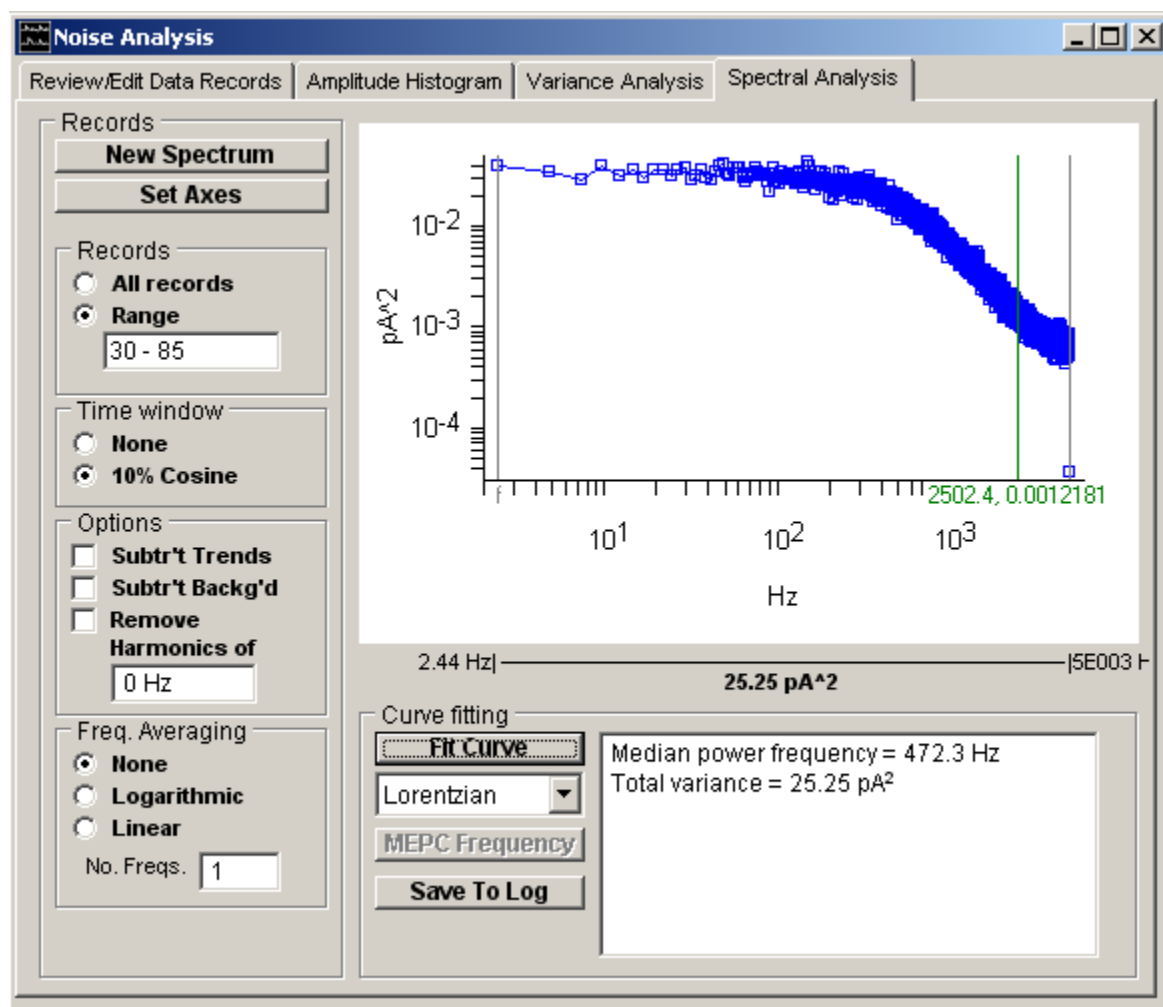 Noise Analysis
Review/Edit Data Records
Amplitude Histogram
Variance Analysis
Spectral Analysis
Records
New Spectrum
Set Axes
Records
All records
Range
30 - 85
Time window
None
10% Cosine
Options
Subtr't Trends
Subtr't Backg'd
Remove
Harmonics of
0 Hz
Freq. Averaging
None
Logarithmic
Linear
No. Freqs. 1
pA^2
10-2
10-3
10-4
f
2502.4, 0.0012181
101 102 103
Hz
2.44 Hz| |5E003 H
25.25 pA^2
Curve fitting
Fit Curve
Lorentzian
MEPC Frequency
Save To Log
Median power frequency = 472.3 Hz
Total variance = 25.25 pA²